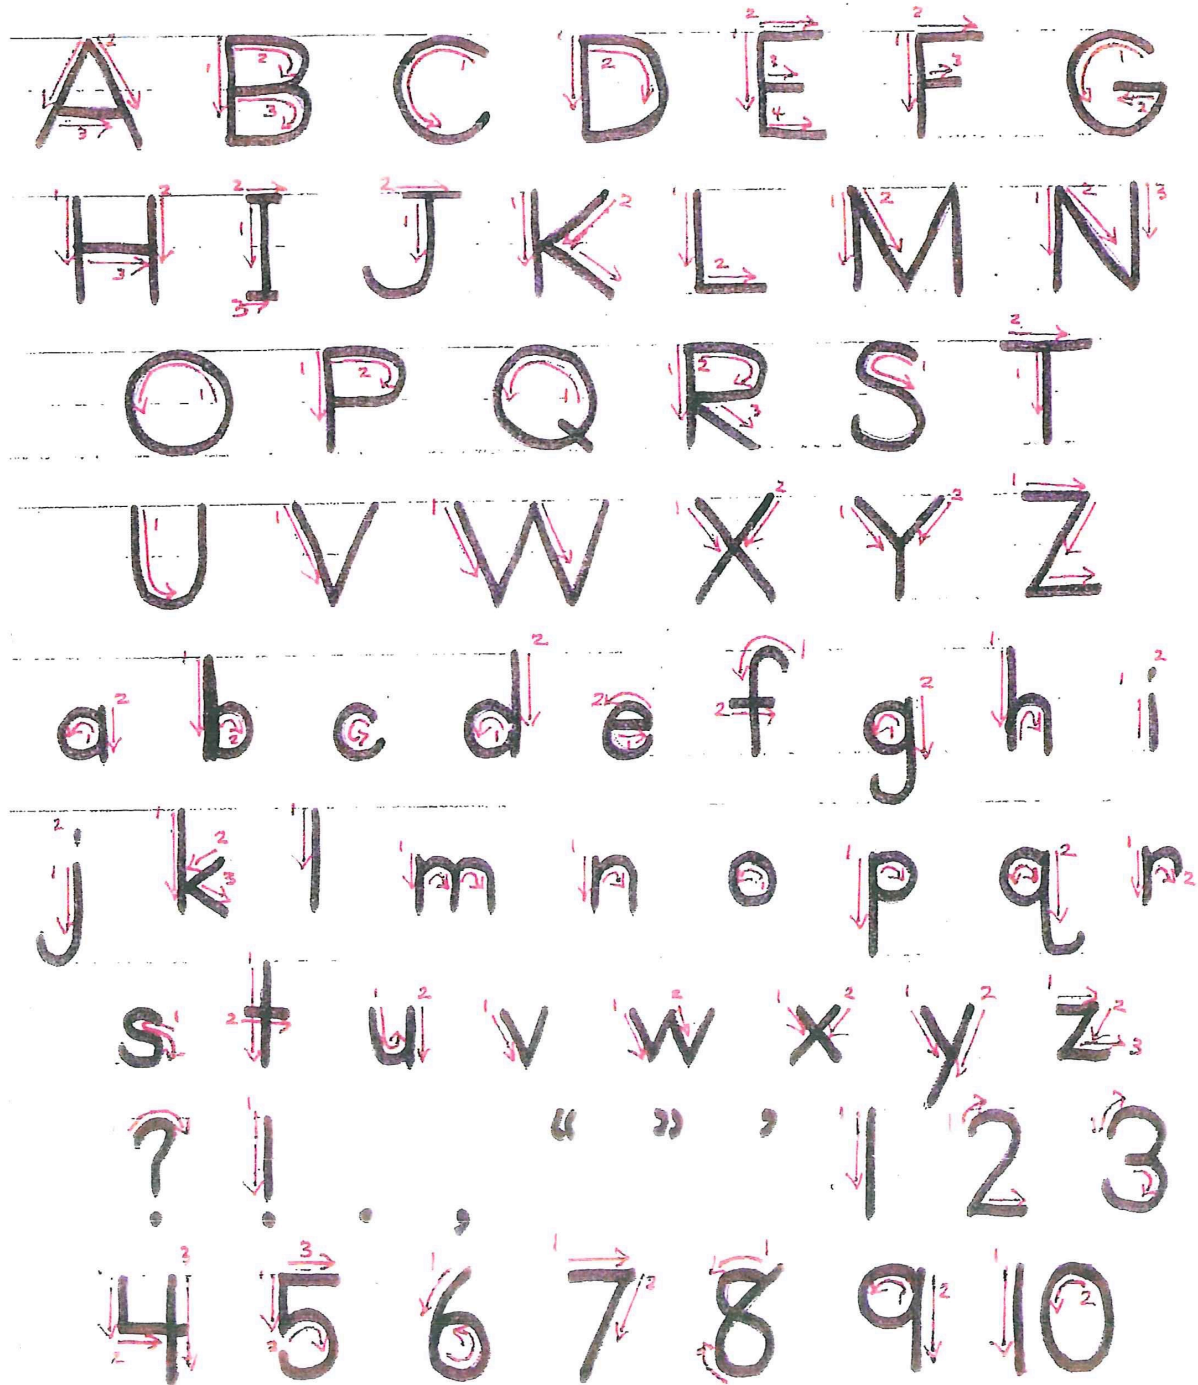 A B C D E F G
H I J K L M N
O P Q R S T
U V W X Y Z
a b c d e f g h i
j k l m n o p q r
s t u v w x y z
? ! . , “ ” ’ 1 2 3
4 5 6 7 8 9 10